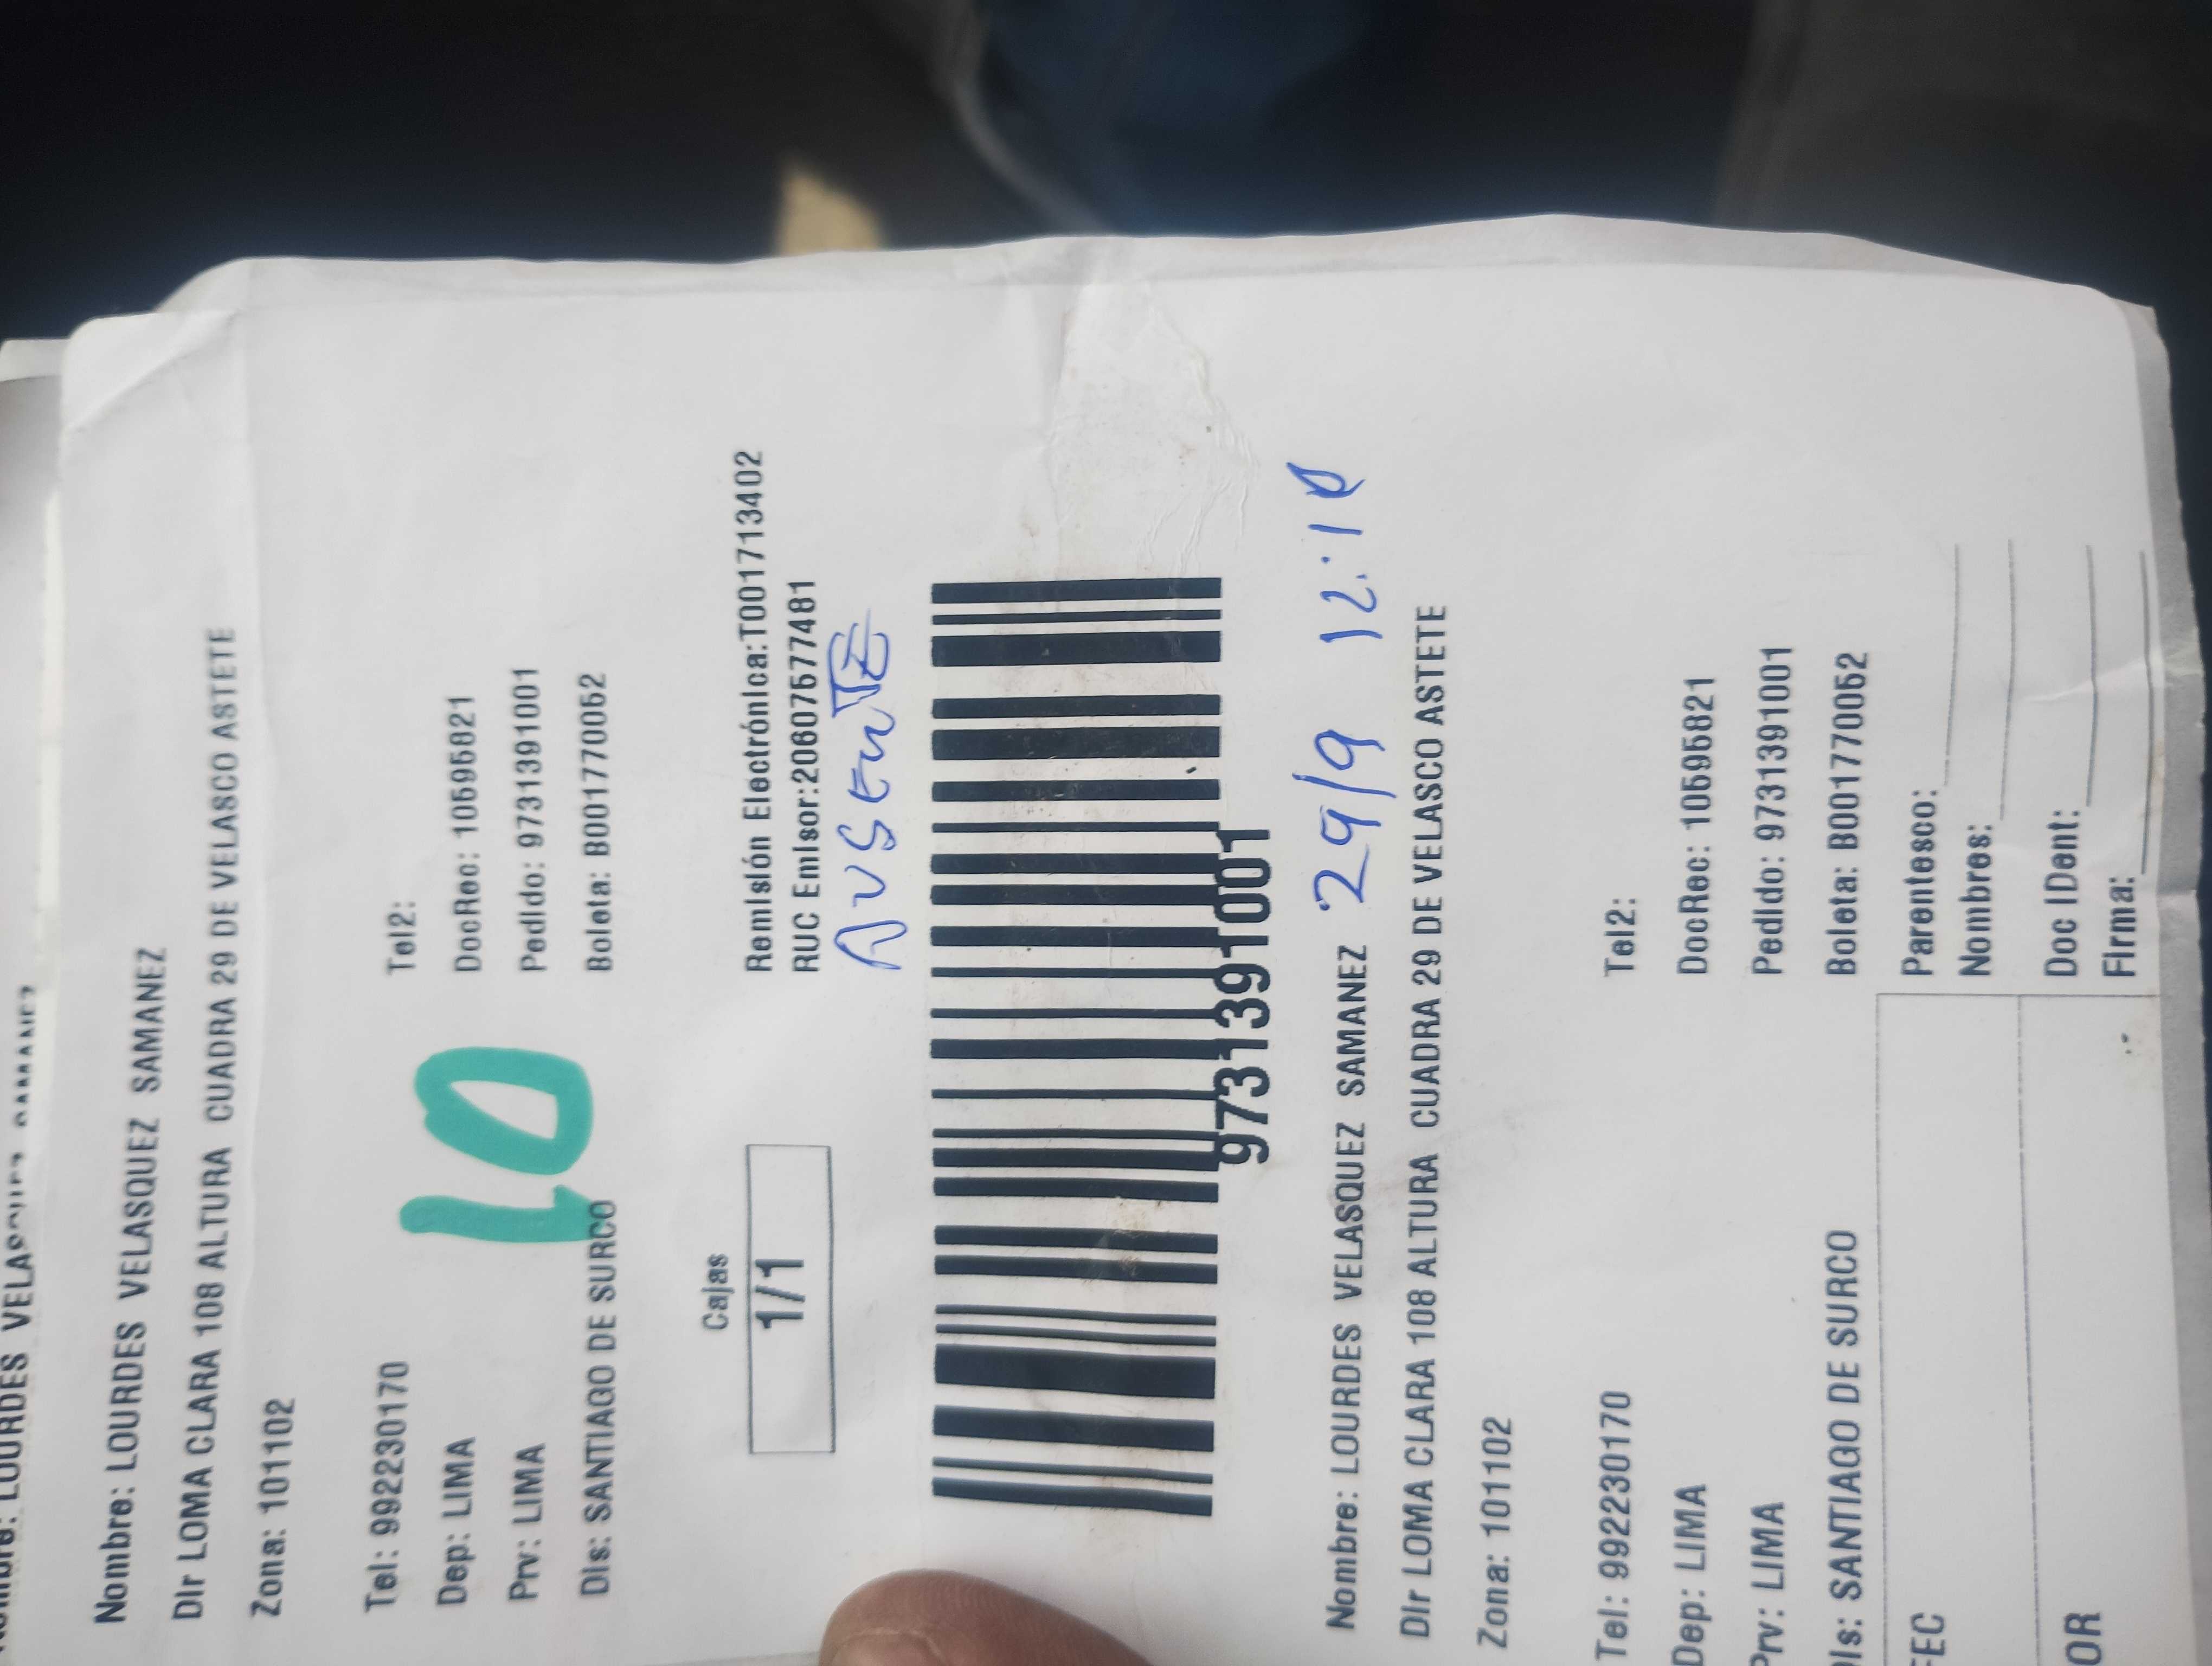 Nombre: LOURDES VELASQUEZ SAMANEZ
Dir LOMA CLARA 108 ALTURA CUADRA 29 DE VELASCO ASTETE
Zona: 101102
Tel: 992230170 Tel2:
Dep: LIMA DocRec: 10595821
Prv: LIMA Pedido: 9731391001
Dis: SANTIAGO DE SURCO Boleta: B001770052
10
Cajas
1/1
Remisión Electrónica:T001713402
RUC Emisor:20607577481
AUSENTE
9731391001
29/9 12:10
Nombre: LOURDES VELASQUEZ SAMANEZ
Dir LOMA CLARA 108 ALTURA CUADRA 29 DE VELASCO ASTETE
Zona: 101102
Tel: 992230170 Tel2:
Dep: LIMA DocRec: 10595821
Prv: LIMA Pedido: 9731391001
Dis: SANTIAGO DE SURCO Boleta: B001770052
Parentesco:
Nombres:
Doc IDent:
Firma: